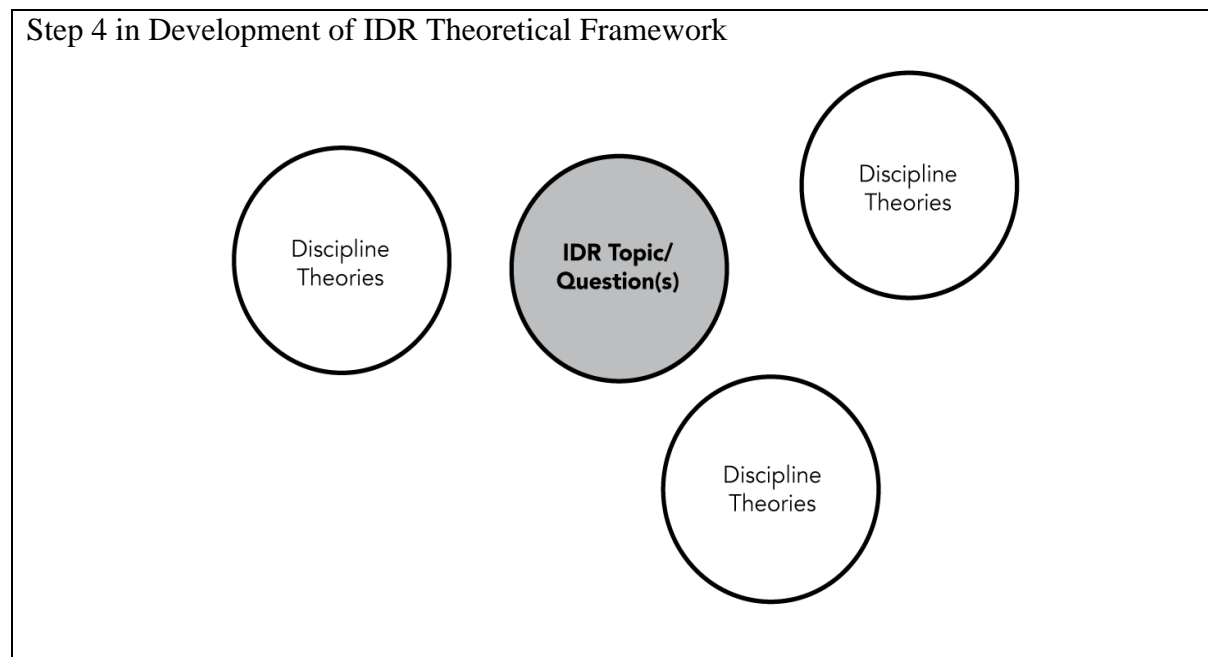 Step 4 in Development of IDR Theoretical Framework
Discipline
Theories
IDR Topic/
Question(s)
Discipline
Theories
Discipline
Theories